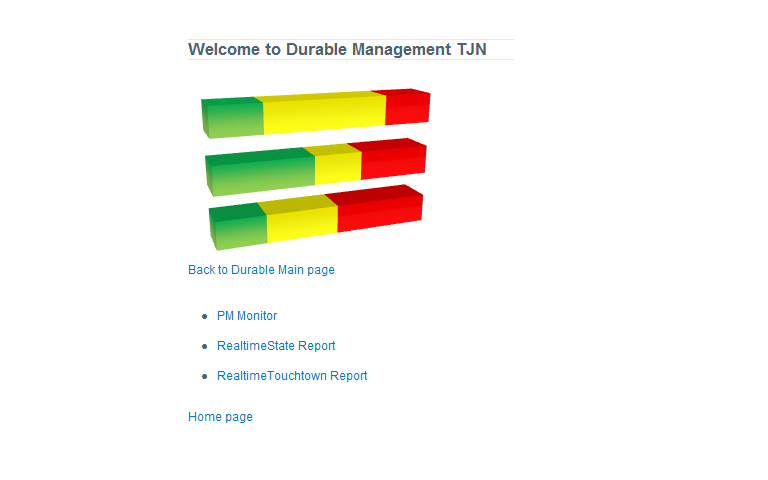 Welcome to Durable Management TJN
Back to Durable Main page
PM Monitor
RealtimeState Report
RealtimeTouchtown Report
Home page